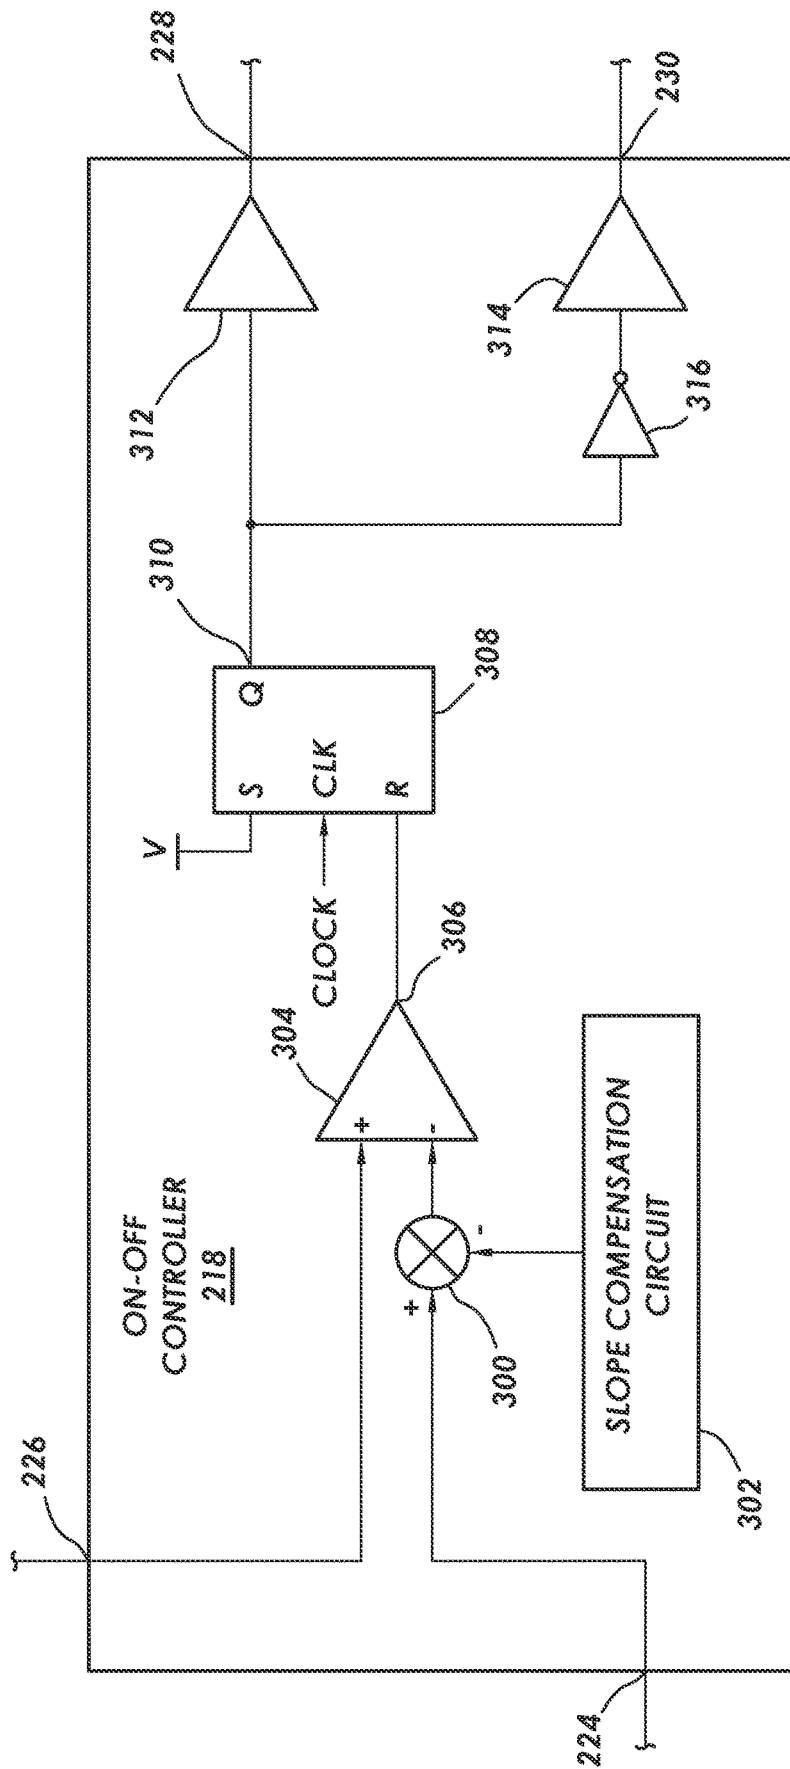 226
224
ON-OFF
CONTROLLER
218
+
-
300
+
-
SLOPE COMPENSATION
CIRCUIT
302
304
306
V
CLOCK
S
CLK
R
Q
308
310
312
314
316
228
230